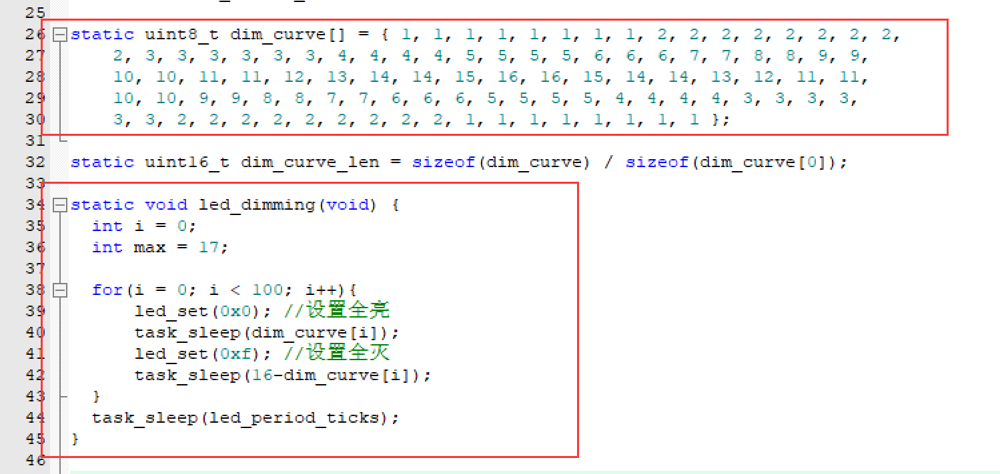 25
26 static uint8_t dim_curve[] = { 1, 1, 1, 1, 1, 1, 1, 1, 2, 2, 2, 2, 2, 2, 2, 2,
27 2, 3, 3, 3, 3, 3, 3, 4, 4, 4, 4, 5, 5, 5, 5, 6, 6, 6, 7, 7, 8, 8, 9, 9,
28 10, 10, 11, 11, 12, 13, 14, 14, 15, 16, 16, 15, 14, 14, 13, 12, 11, 11,
29 10, 10, 9, 9, 8, 8, 7, 7, 6, 6, 6, 5, 5, 5, 5, 4, 4, 4, 4, 3, 3, 3, 3,
30 3, 3, 2, 2, 2, 2, 2, 2, 2, 2, 2, 1, 1, 1, 1, 1, 1, 1, 1 };
31
32 static uint16_t dim_curve_len = sizeof(dim_curve) / sizeof(dim_curve[0]);
33
34 static void led_dimming(void) {
35 int i = 0;
36 int max = 17;
37
38 for(i = 0; i < 100; i++){
39 led_set(0x0); //设置全亮
40 task_sleep(dim_curve[i]);
41 led_set(0xf); //设置全灭
42 task_sleep(16-dim_curve[i]);
43 }
44 task_sleep(led_period_ticks);
45 }
46